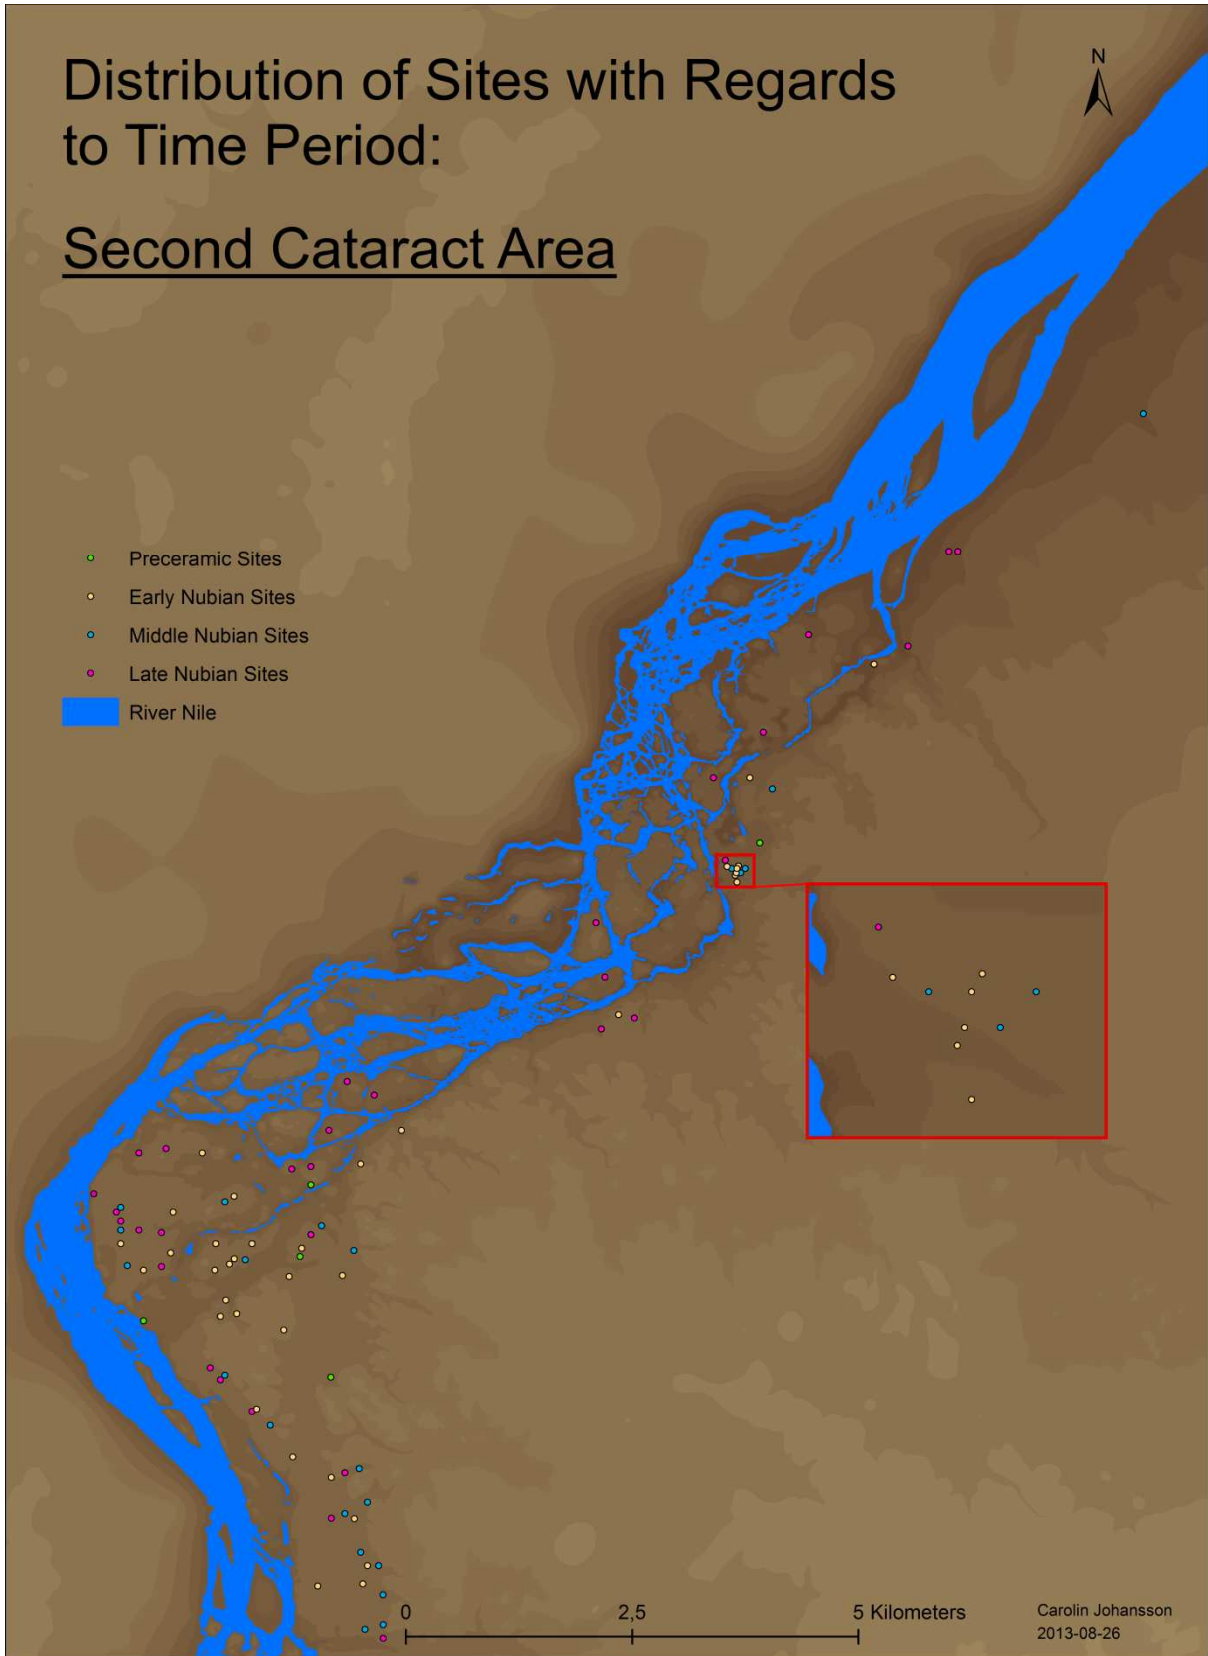 Distribution of Sites with Regards
to Time Period:
Second Cataract Area
N
Preceramic Sites
Early Nubian Sites
Middle Nubian Sites
Late Nubian Sites
River Nile
0 2,5 5 Kilometers
Carolin Johansson
2013-08-26